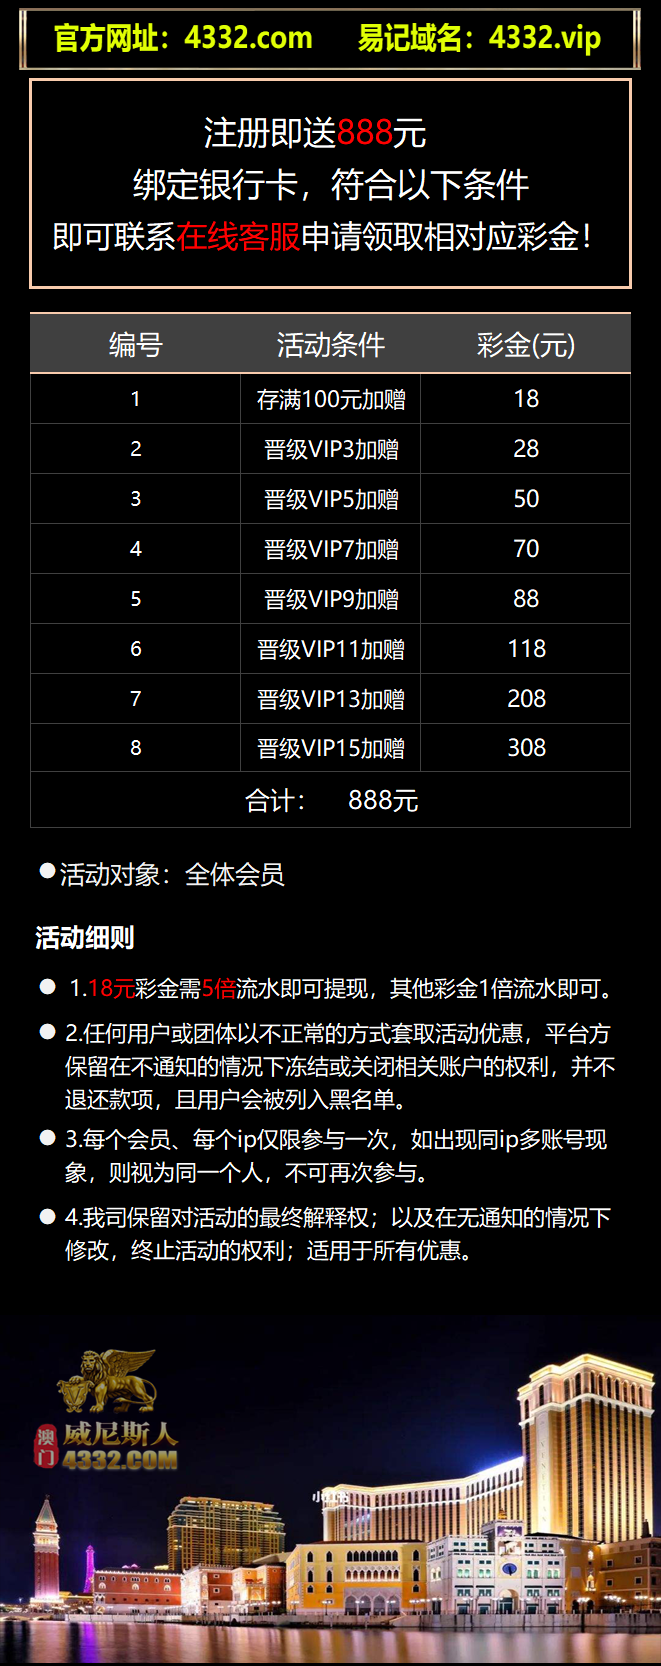 官方网址：4332.com 易记域名：4332.vip
注册即送888元
绑定银行卡，符合以下条件
即可联系在线客服申请领取相对应彩金！
编号 活动条件 彩金(元)
1 存满100元加赠 18
2 晋级VIP3加赠 28
3 晋级VIP5加赠 50
4 晋级VIP7加赠 70
5 晋级VIP9加赠 88
6 晋级VIP11加赠 118
7 晋级VIP13加赠 208
8 晋级VIP15加赠 308
合计： 888元
●活动对象：全体会员
活动细则
● 1.18元彩金需5倍流水即可提现，其他彩金1倍流水即可。
● 2.任何用户或团体以不正常的方式套取活动优惠，平台方
保留在不通知的情况下冻结或关闭相关账户的权利，并不
退还款项，且用户会被列入黑名单。
● 3.每个会员、每个ip仅限参与一次，如出现同ip多账号现
象，则视为同一个人，不可再次参与。
● 4.我司保留对活动的最终解释权；以及在无通知的情况下
修改，终止活动的权利；适用于所有优惠。
澳门 威尼斯人
4332.COM